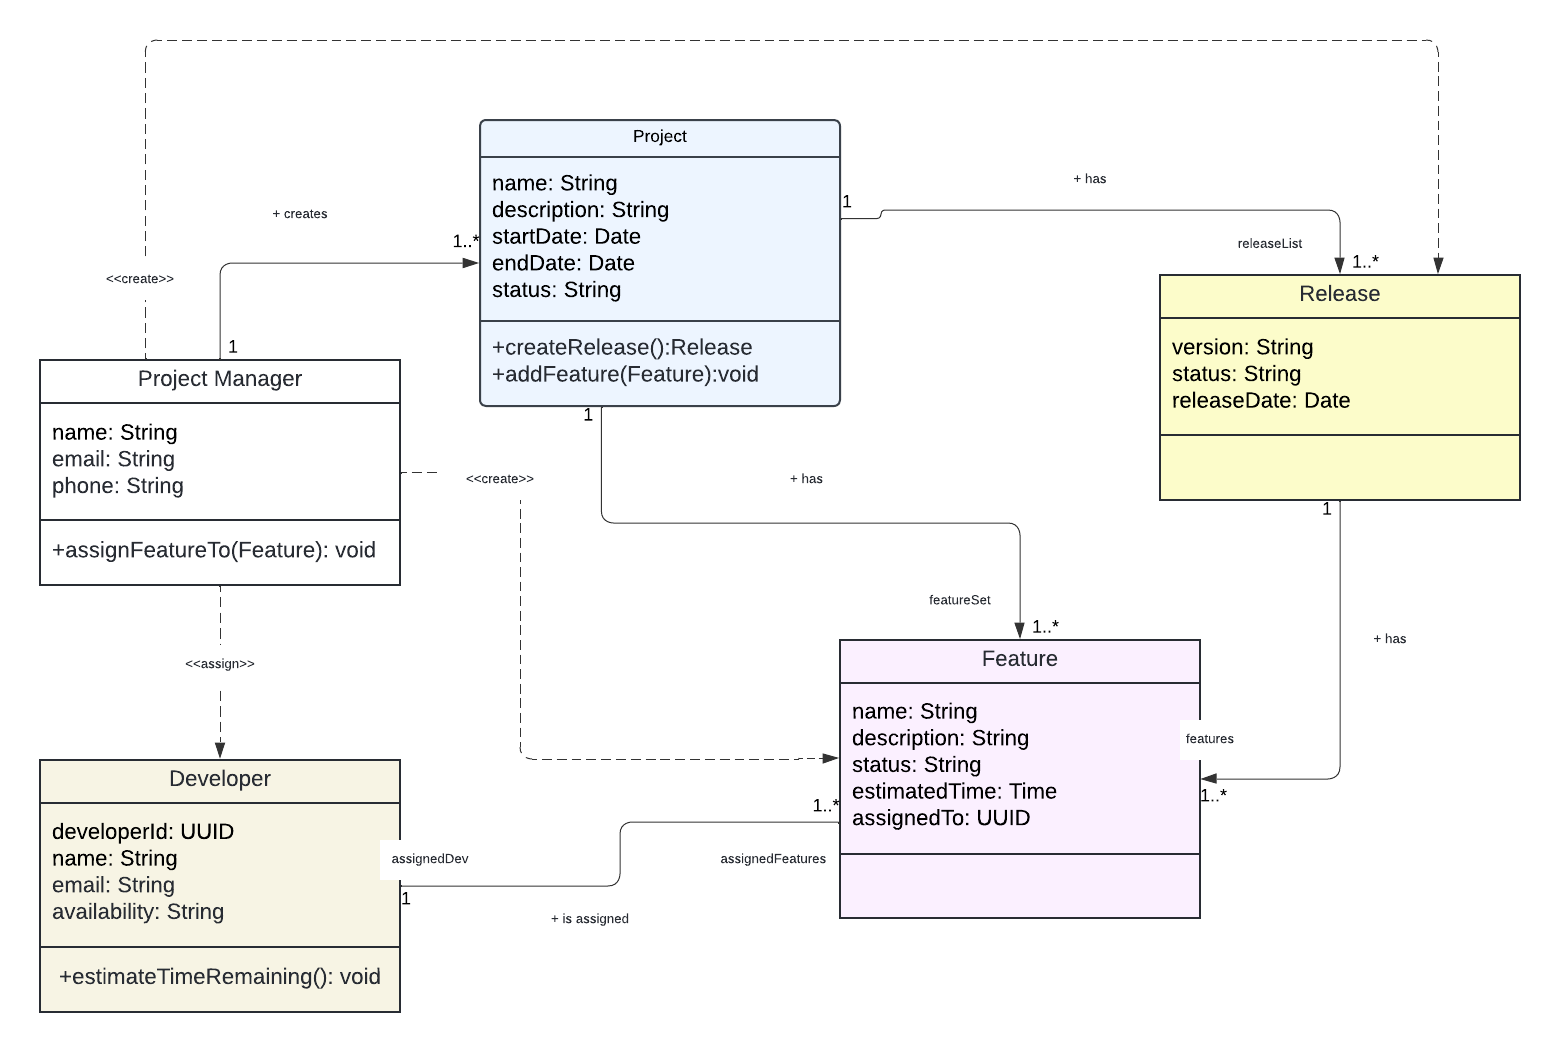 Project
name: String
description: String
startDate: Date
endDate: Date
status: String
+createRelease():Release
+addFeature(Feature):void
1
+ has
releaseList
1..*
+ creates
1..*
<<create>>
1
Release
version: String
status: String
releaseDate: Date
1
Project Manager
name: String
email: String
phone: String
+assignFeatureTo(Feature): void
1
<<create>>
+ has
featureSet
1..*
+ has
<<assign>>
Feature
name: String
description: String
status: String
estimatedTime: Time
assignedTo: UUID
features
1..*
1..*
assignedFeatures
Developer
developerId: UUID
name: String
email: String
availability: String
+estimateTimeRemaining(): void
assignedDev
1
+ is assigned